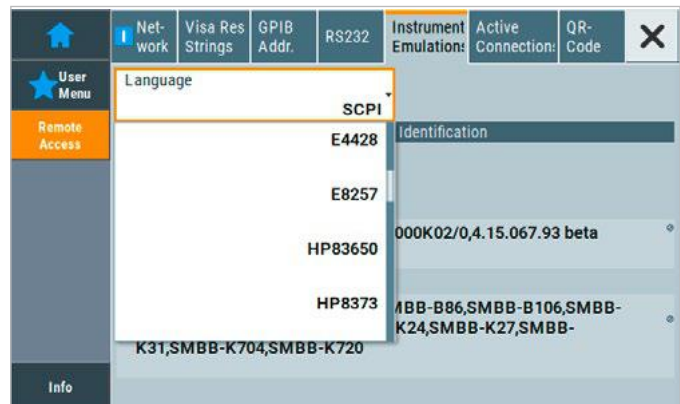 Net-
work
Visa Res
Strings
GPIB
Addr.
RS232
Instrument
Emulations
Active
Connection
QR-
Code
User
Menu
Remote
Access
Info
Language
SCPI
E4428
E8257
HP83650
HP8373
Identification
000K02/0,4.15.067.93 beta
MBB-B86,SMBB-B106,SMBB-
K24,SMBB-K27,SMBB-
K31,SMBB-K704,SMBB-K720